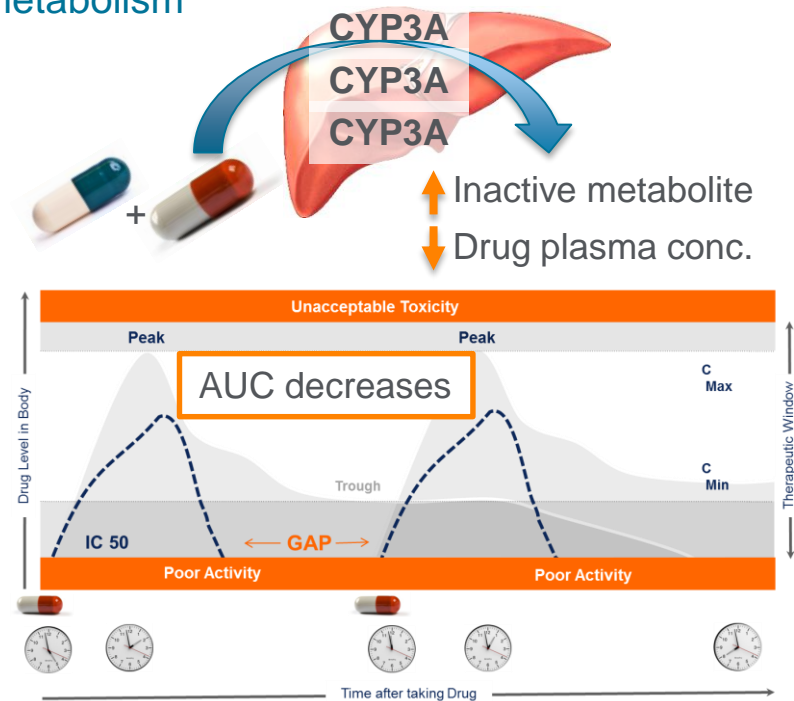 metabolism
CYP3A
CYP3A
CYP3A
+
Inactive metabolite
Drug plasma conc.
Unacceptable Toxicity
Peak
Peak
AUC decreases
C
Max
Drug Level in Body
Therapeutic Window
Trough
C
Min
IC 50
← GAP →
Poor Activity
Poor Activity
Time after taking Drug